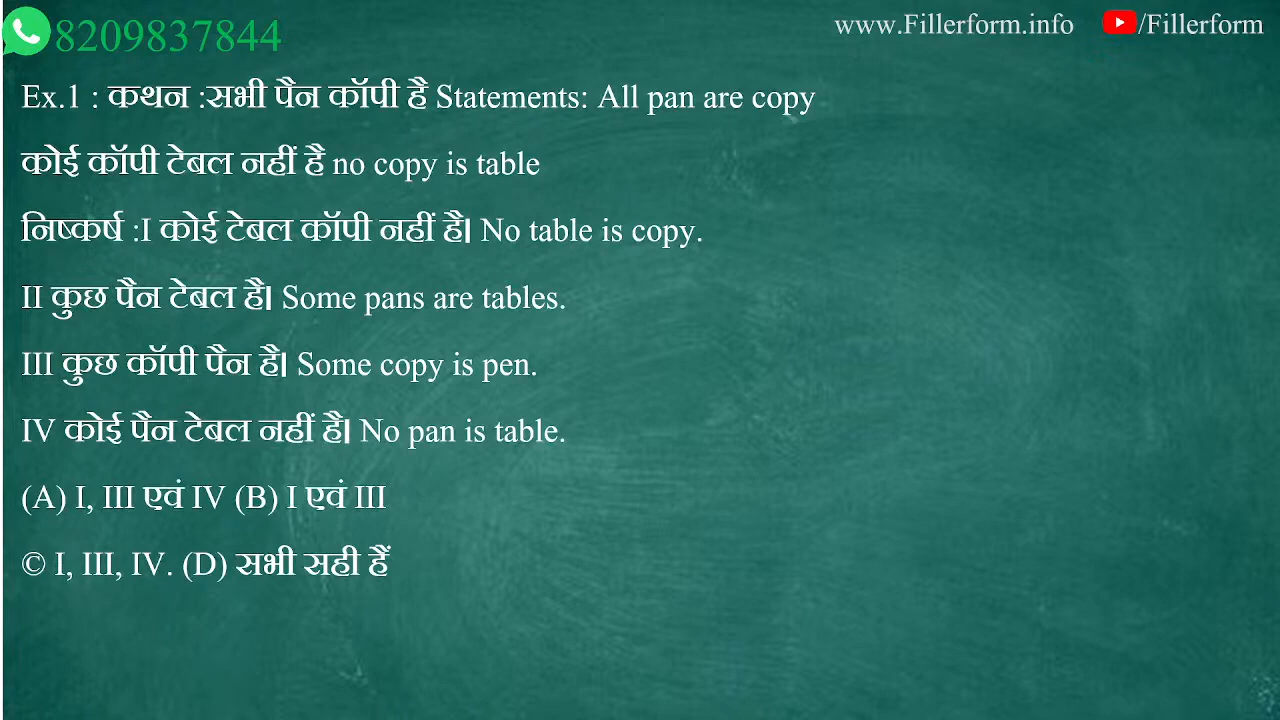 8209837844
www.Fillerform.info /Fillerform
Ex.1 : कथन :सभी पैन कॉपी है Statements: All pan are copy
कोई कॉपी टेबल नहीं है no copy is table
निष्कर्ष :I कोई टेबल कॉपी नहीं है। No table is copy.
II कुछ पैन टेबल है। Some pans are tables.
III कुछ कॉपी पैन है। Some copy is pen.
IV कोई पैन टेबल नहीं है। No pan is table.
(A) I, III एवं IV (B) I एवं III
© I, III, IV. (D) सभी सही हैं